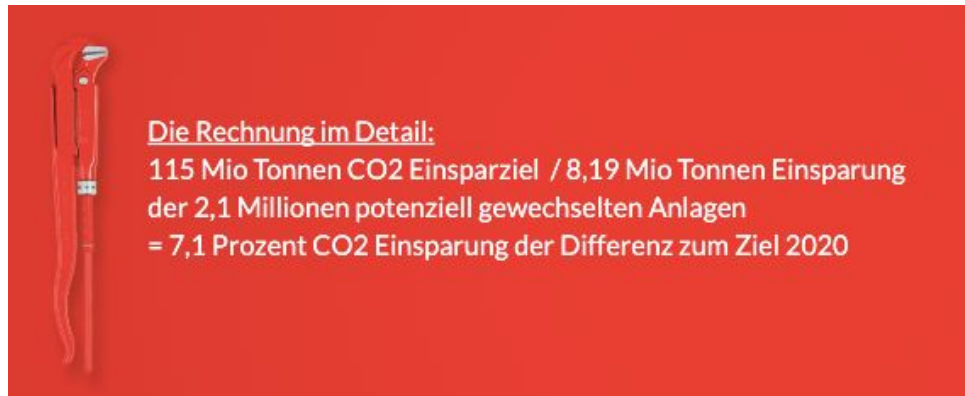 Die Rechnung im Detail:
115 Mio Tonnen CO2 Einsparziel / 8,19 Mio Tonnen Einsparung
der 2,1 Millionen potenziell gewechselten Anlagen
= 7,1 Prozent CO2 Einsparung der Differenz zum Ziel 2020